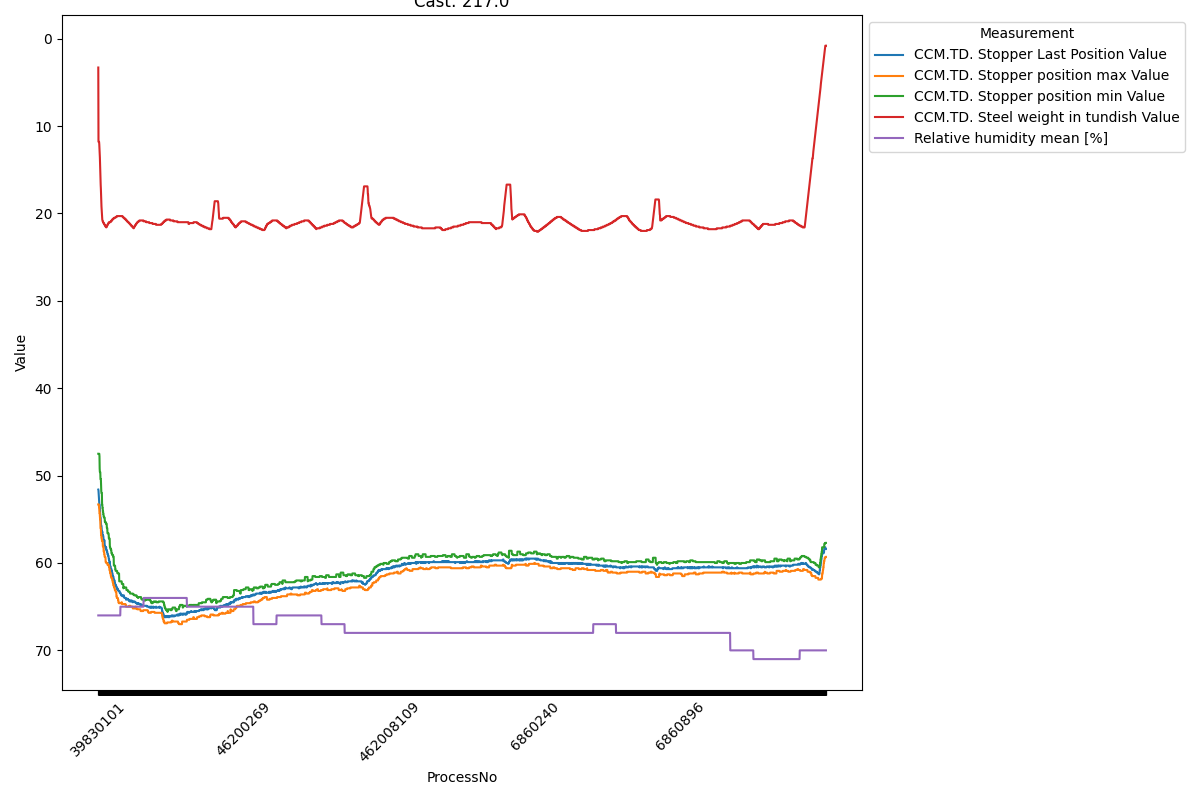 Cast: 217.0
Measurement
CCM.TD. Stopper Last Position Value
CCM.TD. Stopper position max Value
CCM.TD. Stopper position min Value
CCM.TD. Steel weight in tundish Value
Relative humidity mean [%]
Value
0
10
20
30
40
50
60
70
39830101
46200269
462008109
6860240
6860896
ProcessNo